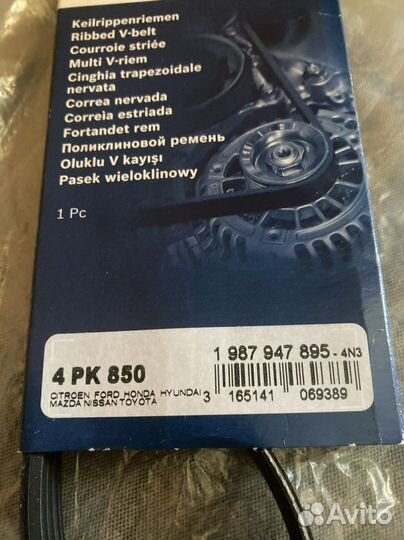 Keilrippenriemen
Ribbed V-belt
Courroie striée
Multi V-riem
Cinghia trapezoidale
nervata
Correa nervada
Correia estriada
Fortandet rem
Поликлиновой ремень
Oluklu V kayışı
Pasek wieloklinowy
1 Pc
1 987 947 895 - 4N3
4 PK 850
CITROEN FORD HONDA HYUNDAI
MAZDA NISSAN TOYOTA
3 165141 069389
Avito